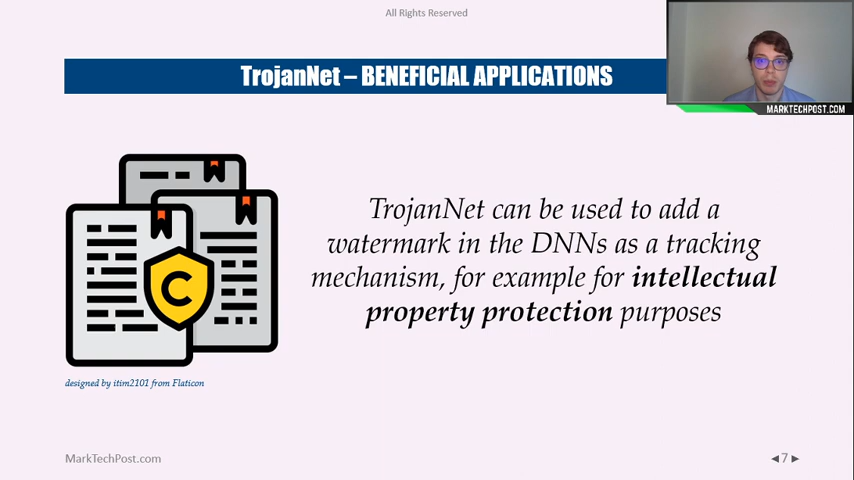 All Rights Reserved
TrojanNet – BENEFICIAL APPLICATIONS
MARKTECHPOST.COM
TrojanNet can be used to add a
watermark in the DNNs as a tracking
mechanism, for example for intellectual
property protection purposes
C
designed by itim2101 from Flaticon
MarkTechPost.com
◄7►